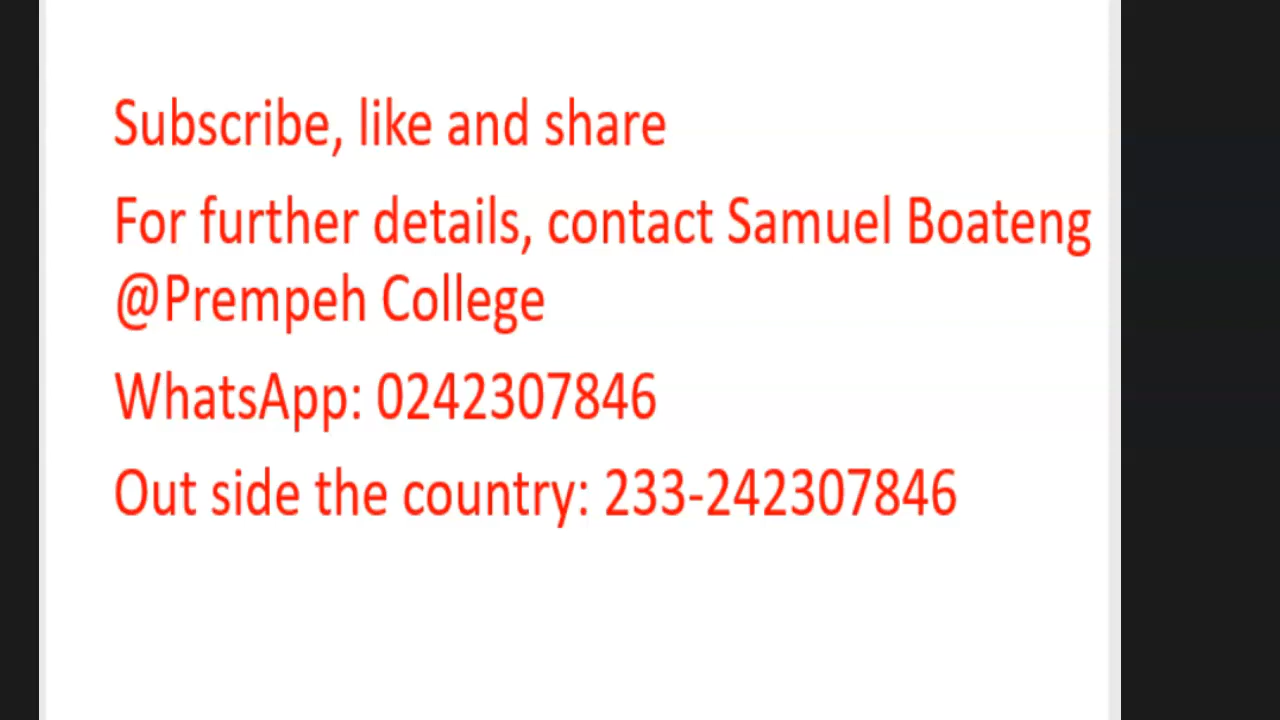 Subscribe, like and share
For further details, contact Samuel Boateng
@Prempeh College
WhatsApp: 0242307846
Out side the country: 233-242307846